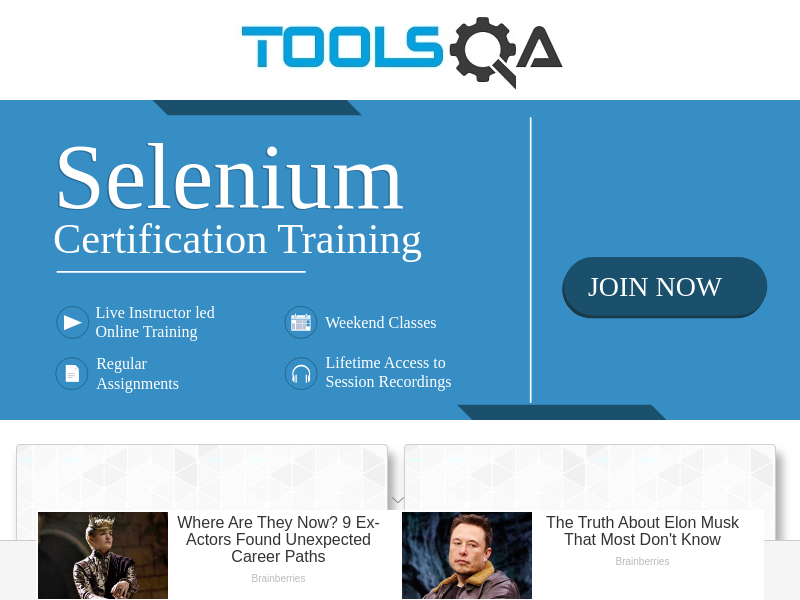 TOOLSQA
Selenium
Certification Training
JOIN NOW
Live Instructor led
Online Training
Weekend Classes
Regular
Assignments
Lifetime Access to
Session Recordings
Where Are They Now? 9 Ex-
Actors Found Unexpected
Career Paths
Brainberries
The Truth About Elon Musk
That Most Don't Know
Brainberries